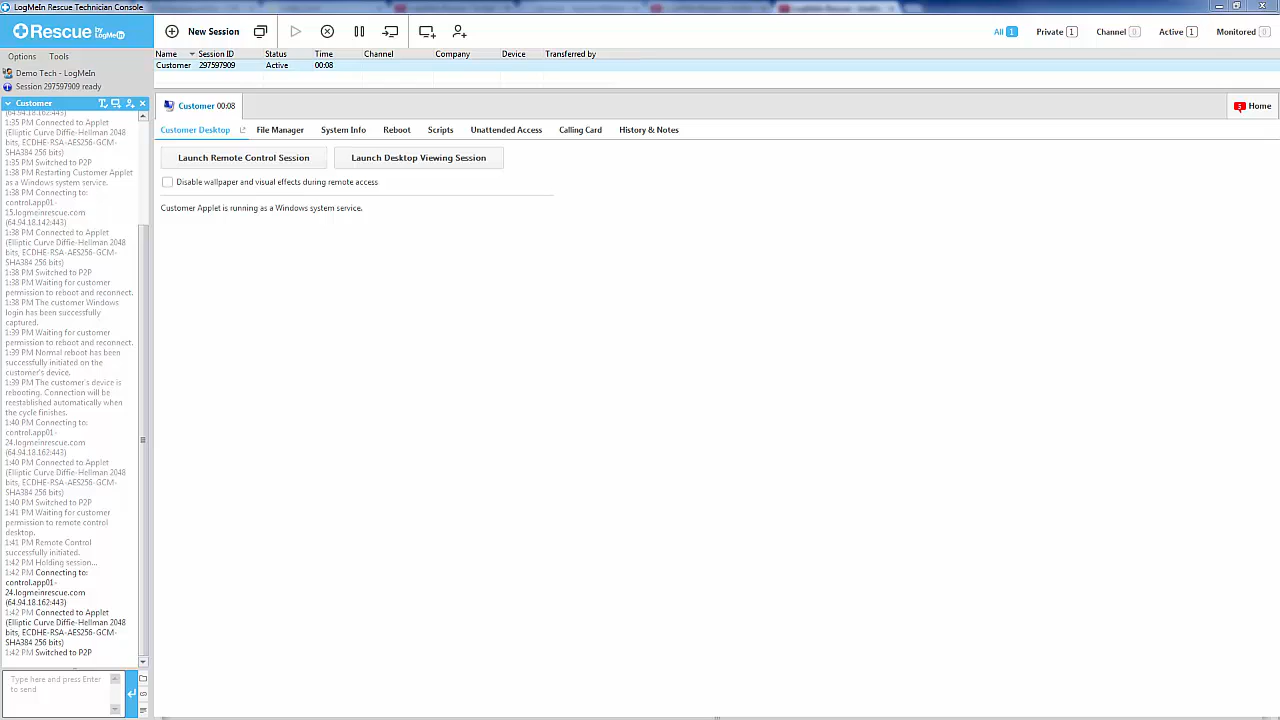 LogMeIn Rescue Technician Console
Rescue by LogMeIn
New Session
All 1 Private 1 Channel 0 Active 1 Monitored 0
Options Tools
Name Session ID Status Time Channel Company Device Transferred by
Customer 297597909 Active 00:08
Demo Tech - LogMeIn
Session 297597909 ready
Customer
Customer 00:08
Home
Customer Desktop File Manager System Info Reboot Scripts Unattended Access Calling Card History & Notes
Launch Remote Control Session Launch Desktop Viewing Session
Disable wallpaper and visual effects during remote access
Customer Applet is running as a Windows system service.
(64.94.18.162:443)
1:35 PM Connected to Applet
(Elliptic Curve Diffie-Hellman 2048
bits, ECDHE-RSA-AES256-GCM-
SHA384 256 bits)
1:35 PM Switched to P2P
1:38 PM Restarting Customer Applet
as a Windows system service.
1:38 PM Connecting to:
control.app01-
15.logmeinrescue.com
(64.94.18.142:443)
1:38 PM Connected to Applet
(Elliptic Curve Diffie-Hellman 2048
bits, ECDHE-RSA-AES256-GCM-
SHA384 256 bits)
1:38 PM Switched to P2P
1:38 PM Waiting for customer
permission to reboot and reconnect.
1:38 PM The customer Windows
login has been successfully
captured.
1:39 PM Waiting for customer
permission to reboot and reconnect.
1:39 PM Normal reboot has been
successfully initiated on the
customer's device.
1:39 PM The customer's device is
rebooting. Connection will be
reestablished automatically when
the cycle finishes.
1:40 PM Connecting to:
control.app01-
24.logmeinrescue.com
(64.94.18.162:443)
1:40 PM Connected to Applet
(Elliptic Curve Diffie-Hellman 2048
bits, ECDHE-RSA-AES256-GCM-
SHA384 256 bits)
1:40 PM Switched to P2P
1:41 PM Waiting for customer
permission to remote control
desktop.
1:41 PM Remote Control
successfully initiated.
1:42 PM Holding session...
1:42 PM Connecting to:
control.app01-
24.logmeinrescue.com
(64.94.18.162:443)
1:42 PM Connected to Applet
(Elliptic Curve Diffie-Hellman 2048
bits, ECDHE-RSA-AES256-GCM-
SHA384 256 bits)
1:42 PM Switched to P2P
Type here and press Enter
to send